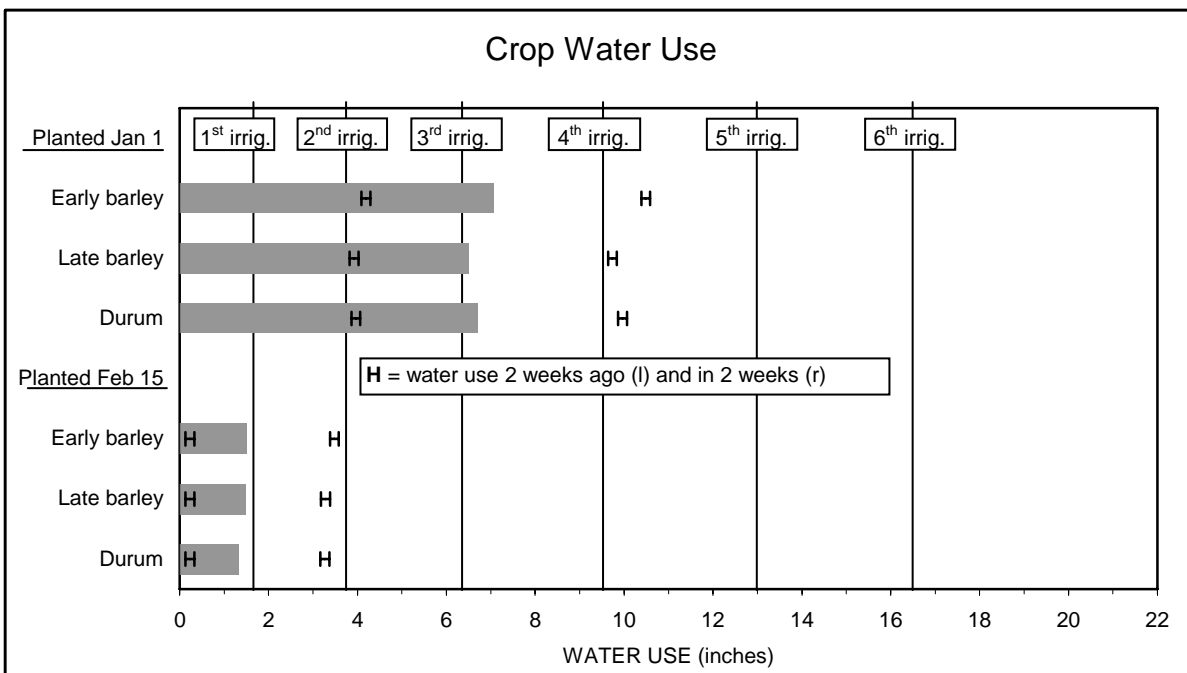 Crop Water Use
Planted Jan 1
1st irrig.
2nd irrig.
3rd irrig.
4th irrig.
5th irrig.
6th irrig.
Early barley
H
H
Late barley
H
H
Durum
H
H
Planted Feb 15
H = water use 2 weeks ago (l) and in 2 weeks (r)
Early barley
H
H
Late barley
H
H
Durum
H
H
0 2 4 6 8 10 12 14 16 18 20 22
WATER USE (inches)